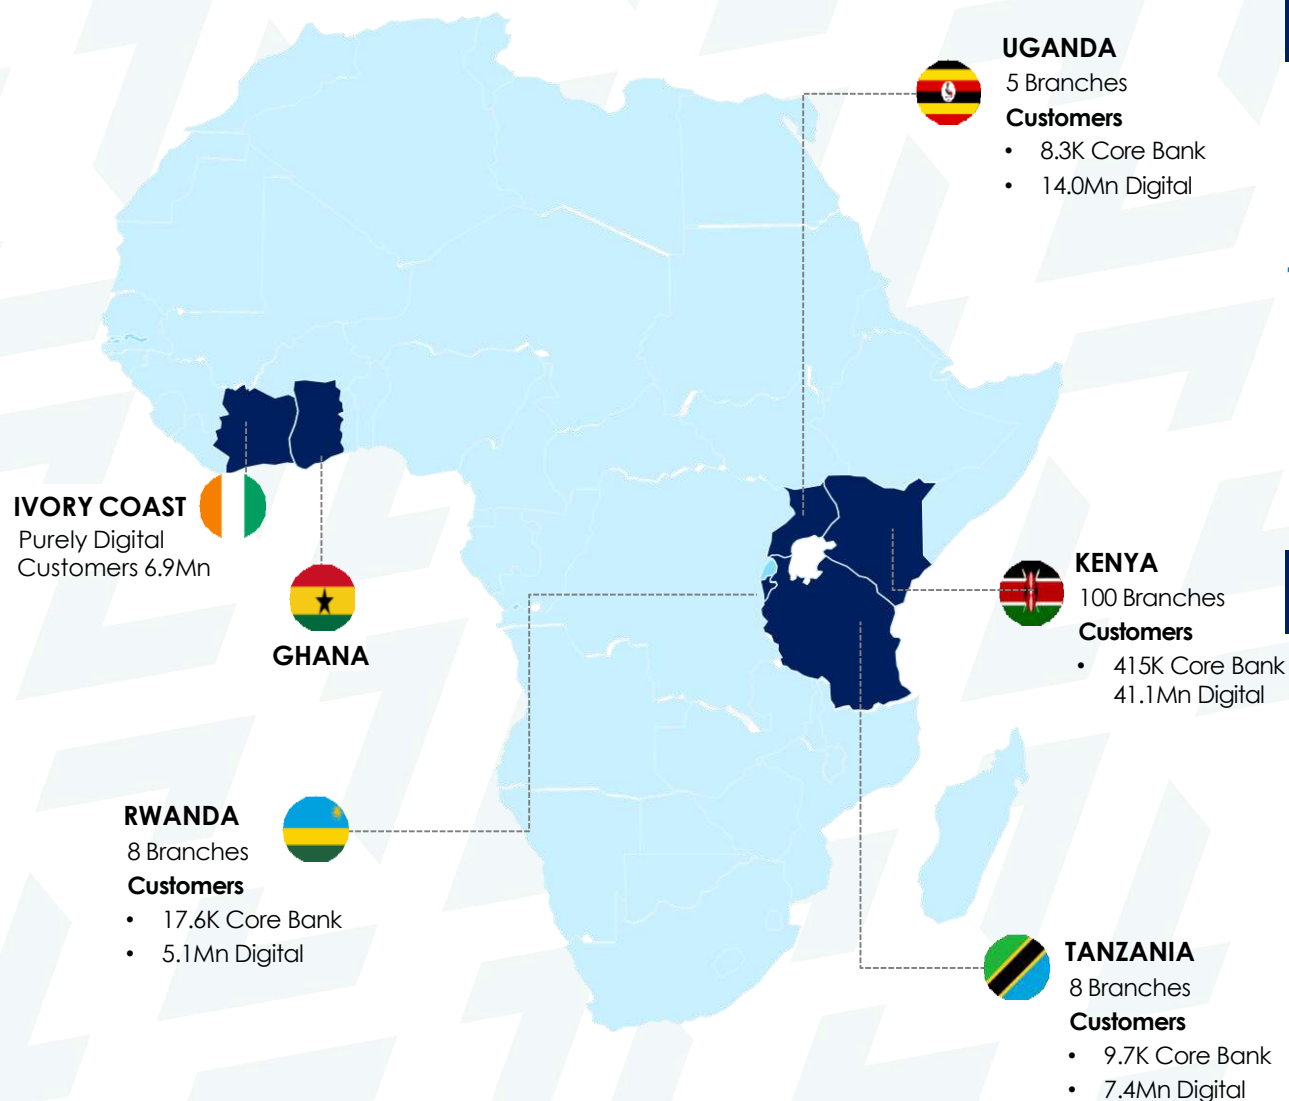 UGANDA
5 Branches
Customers
• 8.3K Core Bank
• 14.0Mn Digital
IVORY COAST
Purely Digital
Customers 6.9Mn
GHANA
KENYA
100 Branches
Customers
• 415K Core Bank
41.1Mn Digital
RWANDA
8 Branches
Customers
• 17.6K Core Bank
• 5.1Mn Digital
TANZANIA
8 Branches
Customers
• 9.7K Core Bank
• 7.4Mn Digital